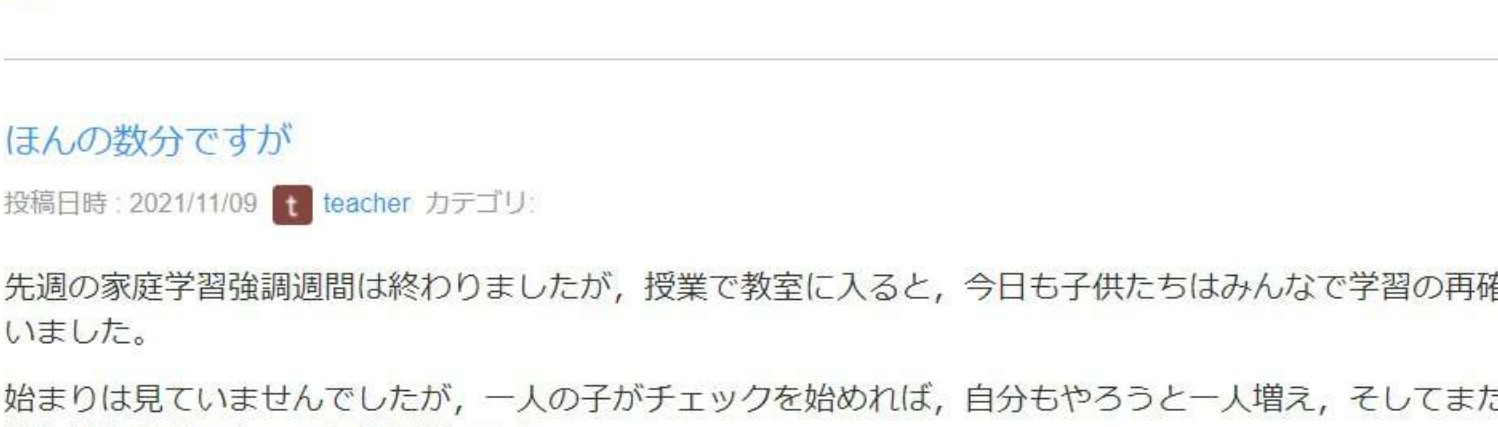 ほんの数分ですが
投稿日時 : 2021/11/09 t teacher カテゴリ:
先週の家庭学習強調週間は終わりましたが，授業で教室に入ると，今日も子供たちはみんなで学習の再確
いました。
始まりは見ていませんでしたが，一人の子がチェックを始めれば，自分もやろうと一人増え，そしてまた